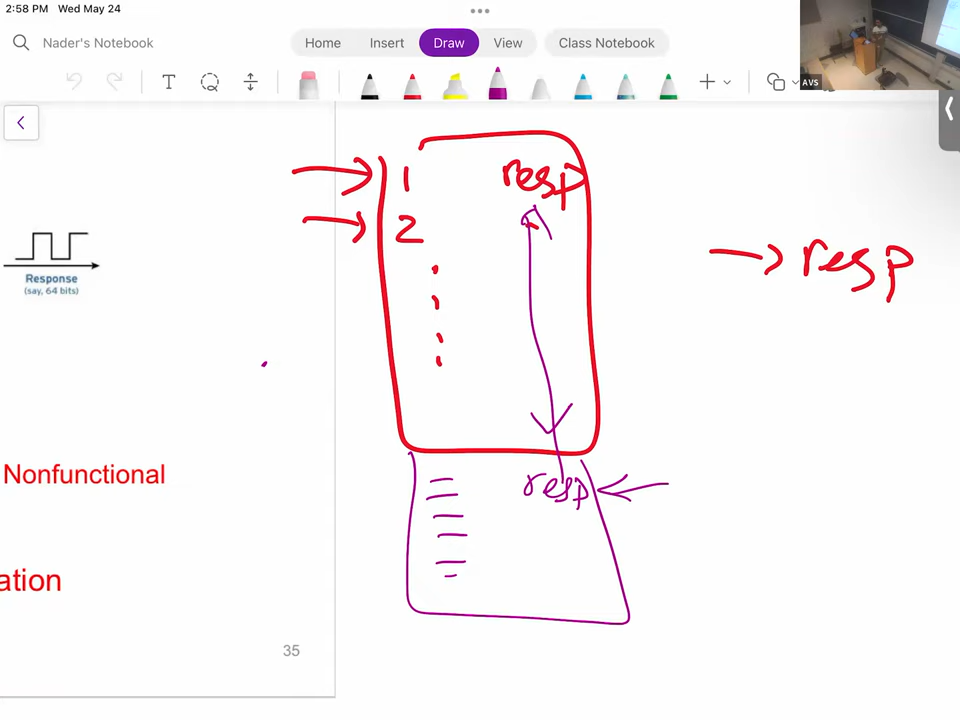 2:58 PM Wed May 24
Nader's Notebook
Home Insert Draw View Class Notebook
T
AVS
1 resp
2
→ resp
Response
(say, 64 bits)
Nonfunctional
resp
ation
35